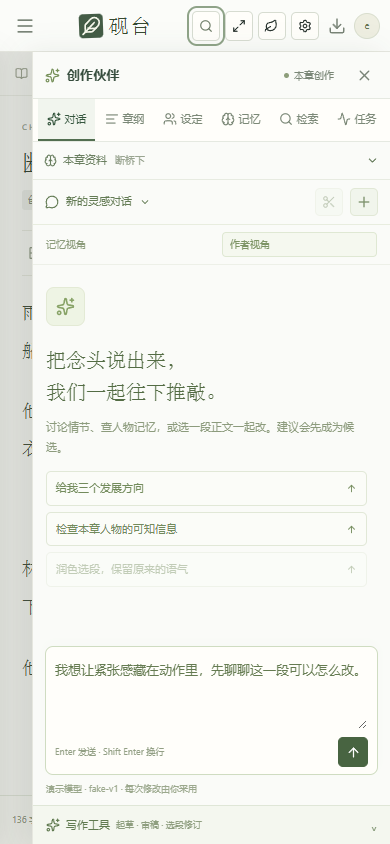 砚台
e
创作伙伴
本章创作
对话
章纲
设定
记忆
检索
任务
本章资料 断桥下
新的灵感对话
记忆视角
作者视角
把念头说出来，
我们一起往下推敲。
讨论情节、查人物记忆，或选一段正文一起改。建议会先成为候
选。
给我三个发展方向
检查本章人物的可知信息
润色选段，保留原来的语气
我想让紧张感藏在动作里，先聊聊这一段可以怎么改。
Enter 发送 · Shift Enter 换行
演示模型 · fake-v1 · 每次修改由你采用
136
写作工具 起草 · 审稿 · 选段修订